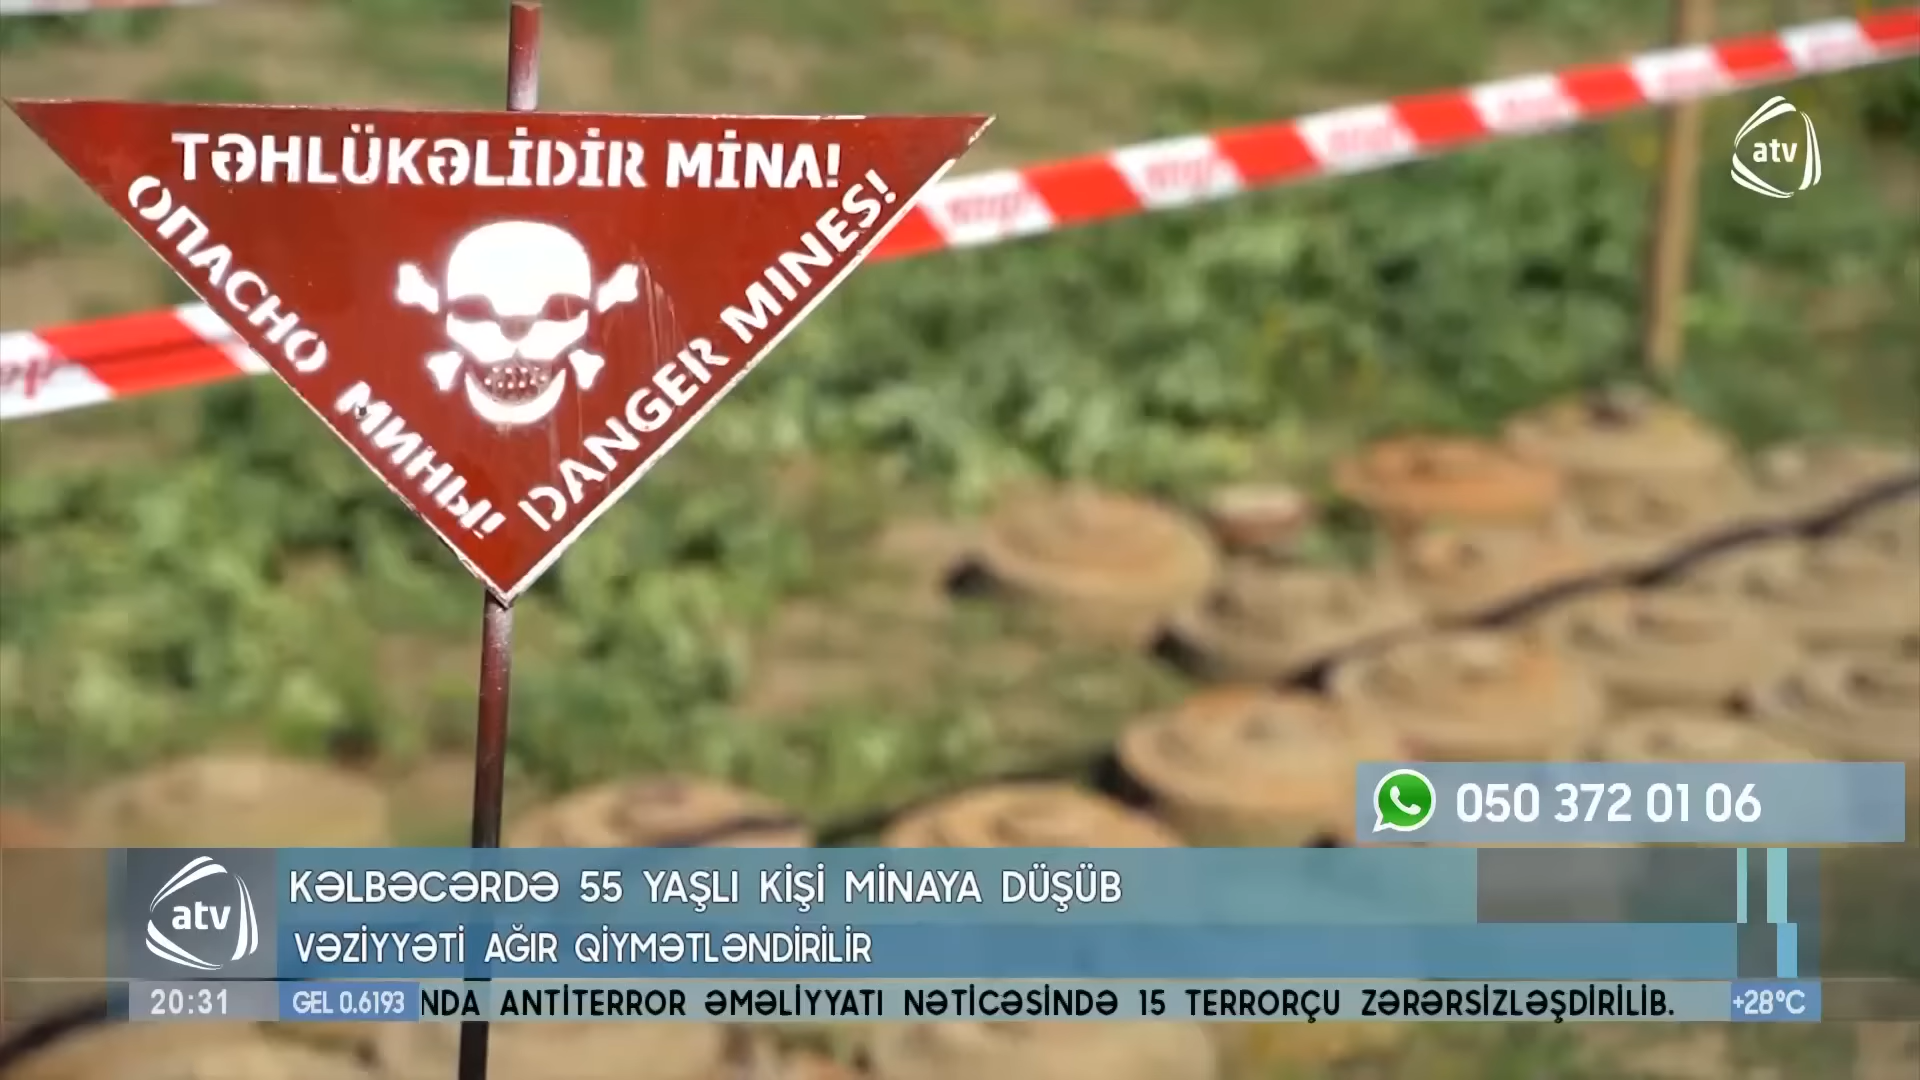 TƏHLÜKƏLİDİR MİNA!
ОПАСНО МИНЫ!
DANGER MINES!
atv
050 372 01 06
atv
KƏLBƏCƏRDƏ 55 YAŞLI KİŞİ MİNAYA DÜŞÜB
VƏZİYYƏTİ AĞIR QİYMƏTLƏNDİRİLİR
20:31 GEL 0.6193 NDA ANTİTERROR ƏMƏLİYYATI NƏTİCƏSİNDƏ 15 TERRORÇU ZƏRƏRSİZLƏŞDİRİLİB. +28°C